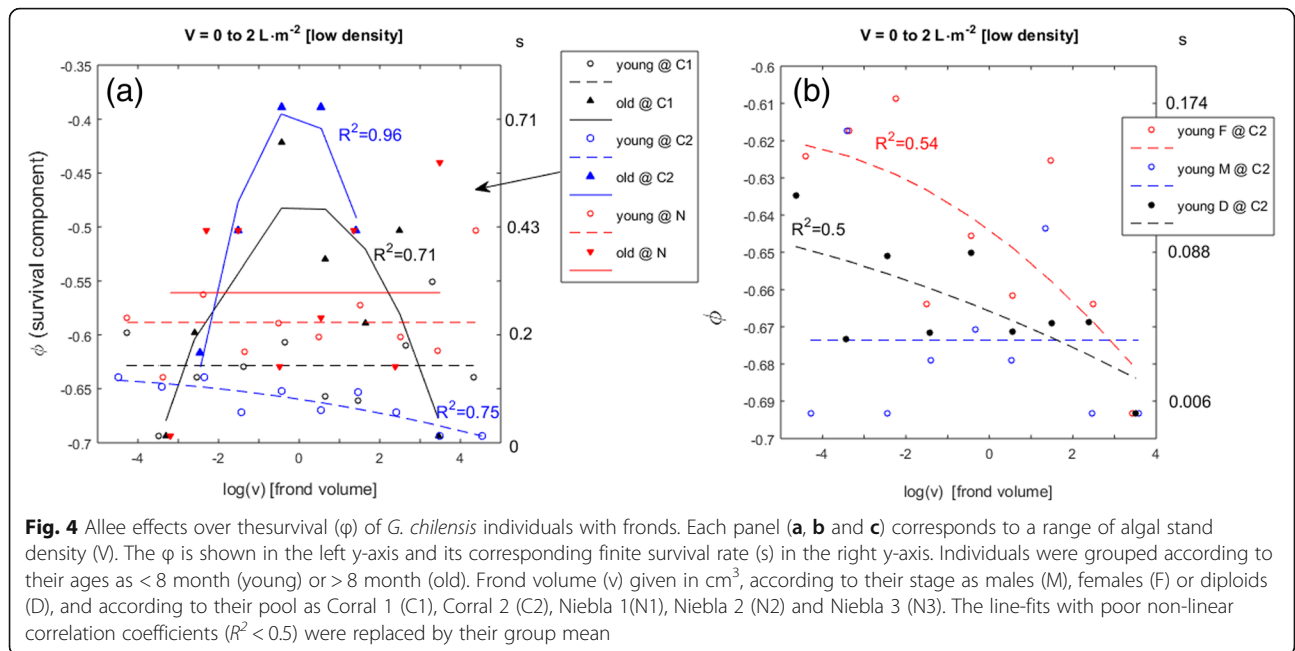 V = 0 to 2 L·m⁻² [low density]
s
(a)
-0.35
-0.4
-0.45
-0.5
-0.55
-0.6
-0.65
-0.7
φ (survival component)
0.71
0.43
0.2
0
R²=0.96
R²=0.71
R²=0.75
-4
-2
0
2
4
log(v) [frond volume]
young @ C1
old @ C1
young @ C2
old @ C2
young @ N
old @ N
V = 0 to 2 L·m⁻² [low density]
s
(b)
-0.6
-0.61
-0.62
-0.63
-0.64
-0.65
-0.66
-0.67
-0.68
-0.69
-0.7
ϕ
0.174
0.088
0.006
R²=0.54
R²=0.5
-4
-2
0
2
4
log(v) [frond volume]
young F @ C2
young M @ C2
young D @ C2
Fig. 4 Allee effects over thesurvival (φ) of G. chilensis individuals with fronds. Each panel (a, b and c) corresponds to a range of algal stand
density (V). The φ is shown in the left y-axis and its corresponding finite survival rate (s) in the right y-axis. Individuals were grouped according to
their ages as < 8 month (young) or > 8 month (old). Frond volume (v) given in cm³, according to their stage as males (M), females (F) or diploids
(D), and according to their pool as Corral 1 (C1), Corral 2 (C2), Niebla 1(N1), Niebla 2 (N2) and Niebla 3 (N3). The line-fits with poor non-linear
correlation coefficients (R² < 0.5) were replaced by their group mean